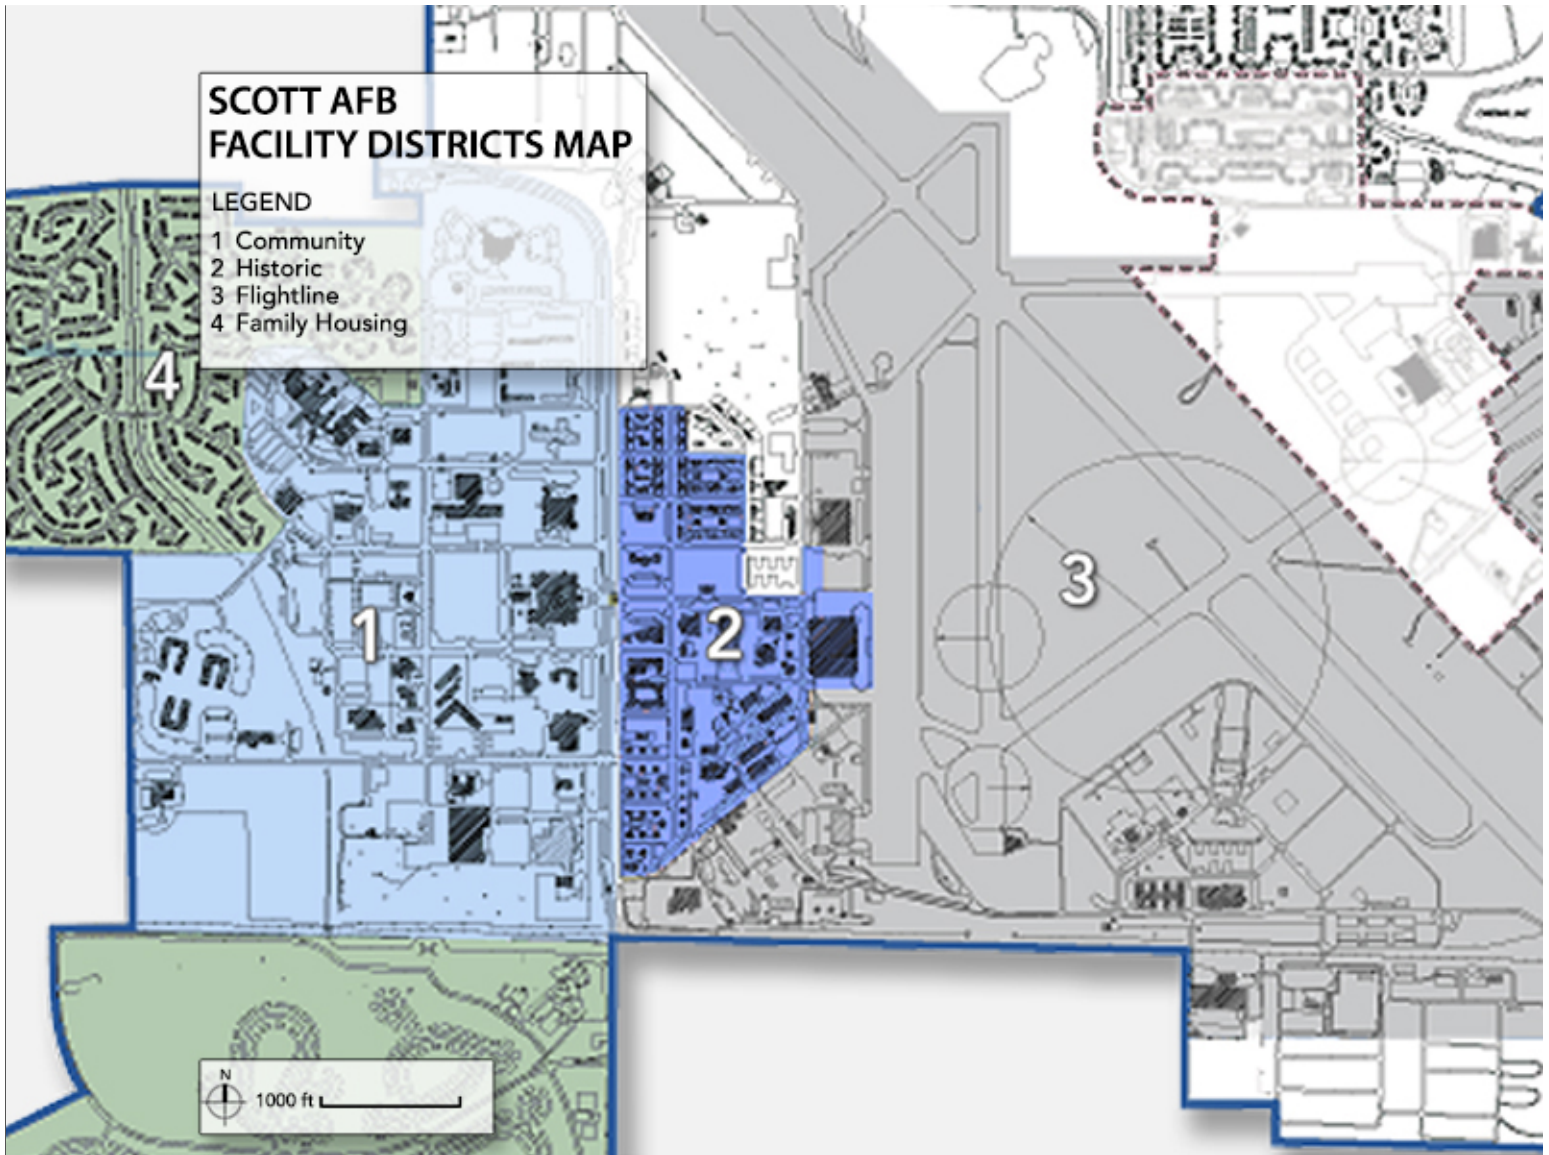 SCOTT AFB
FACILITY DISTRICTS MAP
LEGEND
1 Community
2 Historic
3 Flightline
4 Family Housing
4
1
2
3
N
1000 ft